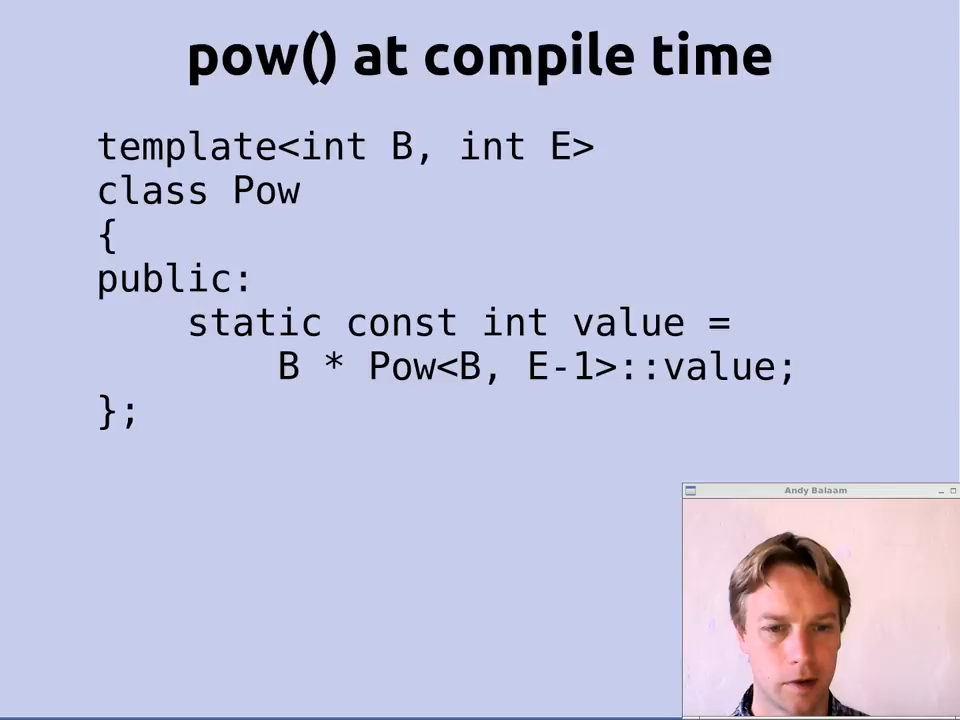 pow() at compile time
template<int B, int E>
class Pow
{
public:
    static const int value =
        B * Pow<B, E-1>::value;
};
Andy Balaam